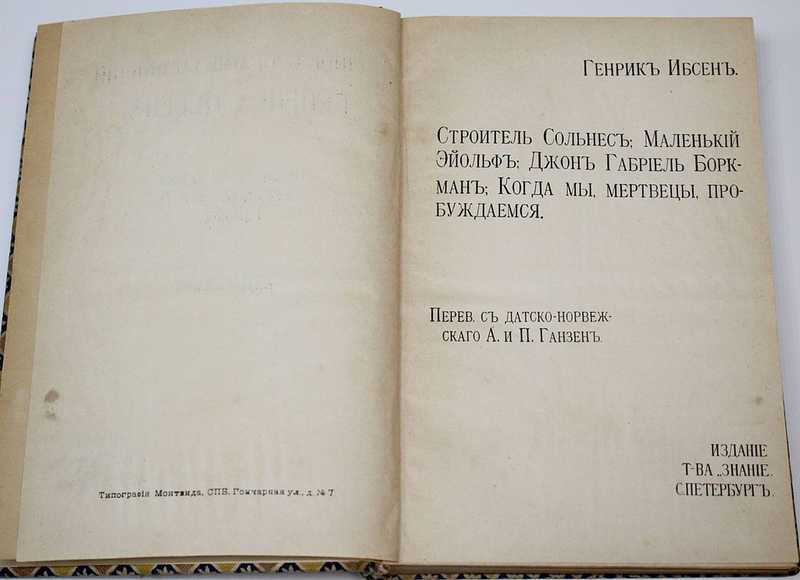 Типографія Монтвида, СПБ. Гончарная ул., д. № 7
Генрикъ Ибсенъ.
Строитель Сольнесъ; Маленькій
Эйольфъ; Джонъ Габріель Борк-
манъ; Когда мы, мертвецы, про-
буждаемся.
Перев. съ датско-норвеж-
скаго А. и П. Ганзенъ.
ИЗДАНІЕ
Т-ВА „ЗНАНІЕ.
С.ПЕТЕРБУРГЪ.